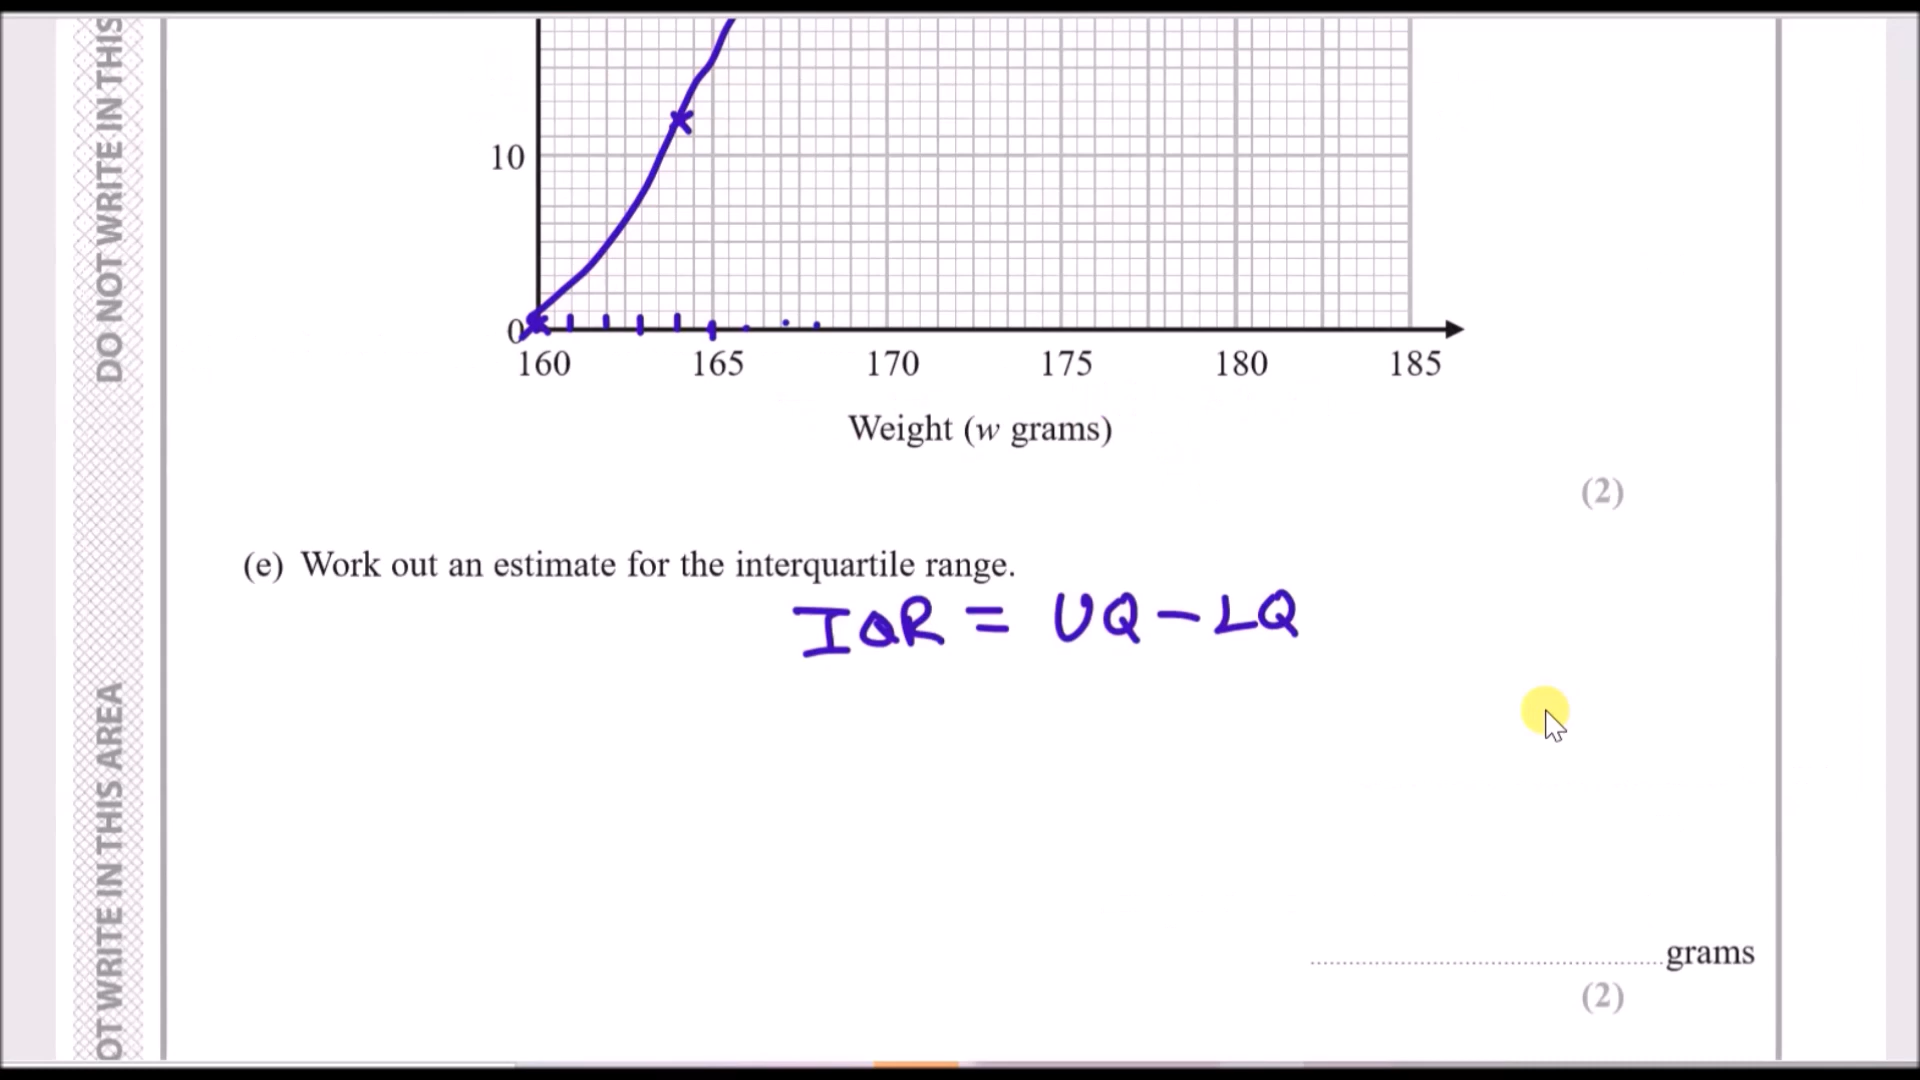 DO NOT WRITE IN THIS
10
0
160 165 170 175 180 185
Weight (w grams)
(2)
(e) Work out an estimate for the interquartile range.
IQR = UQ - LQ
OT WRITE IN THIS AREA
grams
(2)